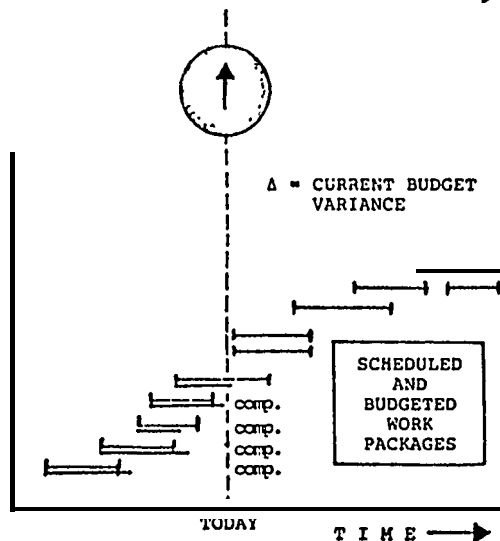 Δ = CURRENT BUDGET
VARIANCE
SCHEDULED
AND
BUDGETED
WORK
PACKAGES
comp.
comp.
comp.
comp.
TODAY
TIME